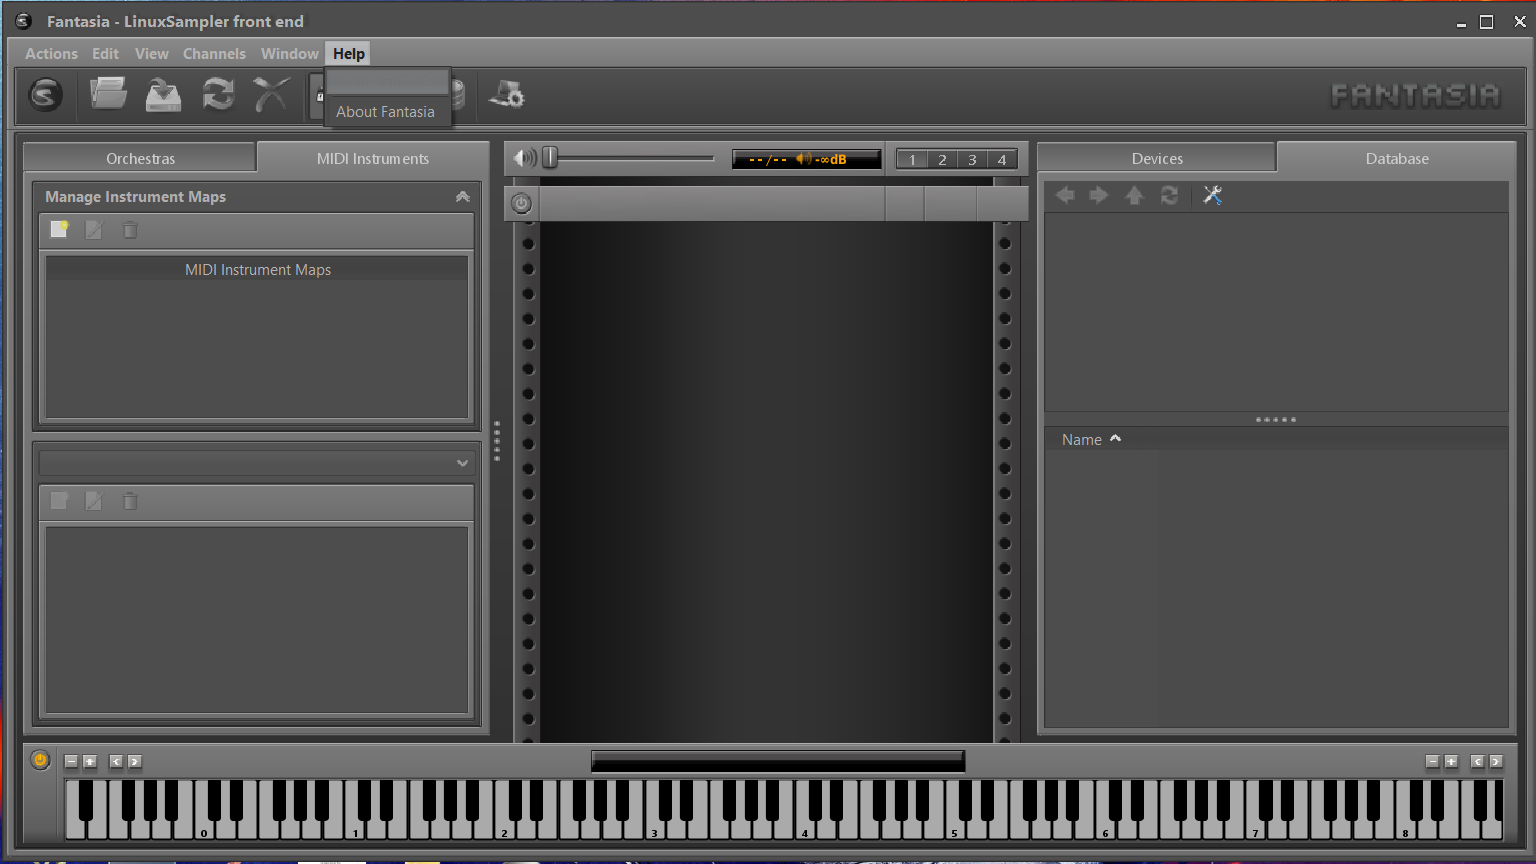 Fantasia - LinuxSampler front end
Actions Edit View Channels Window Help
About Fantasia
FANTASIA
Orchestras MIDI Instruments
--/-- -∞dB
1 2 3 4
Devices Database
Manage Instrument Maps
MIDI Instrument Maps
Name
0 1 2 3 4 5 6 7 8